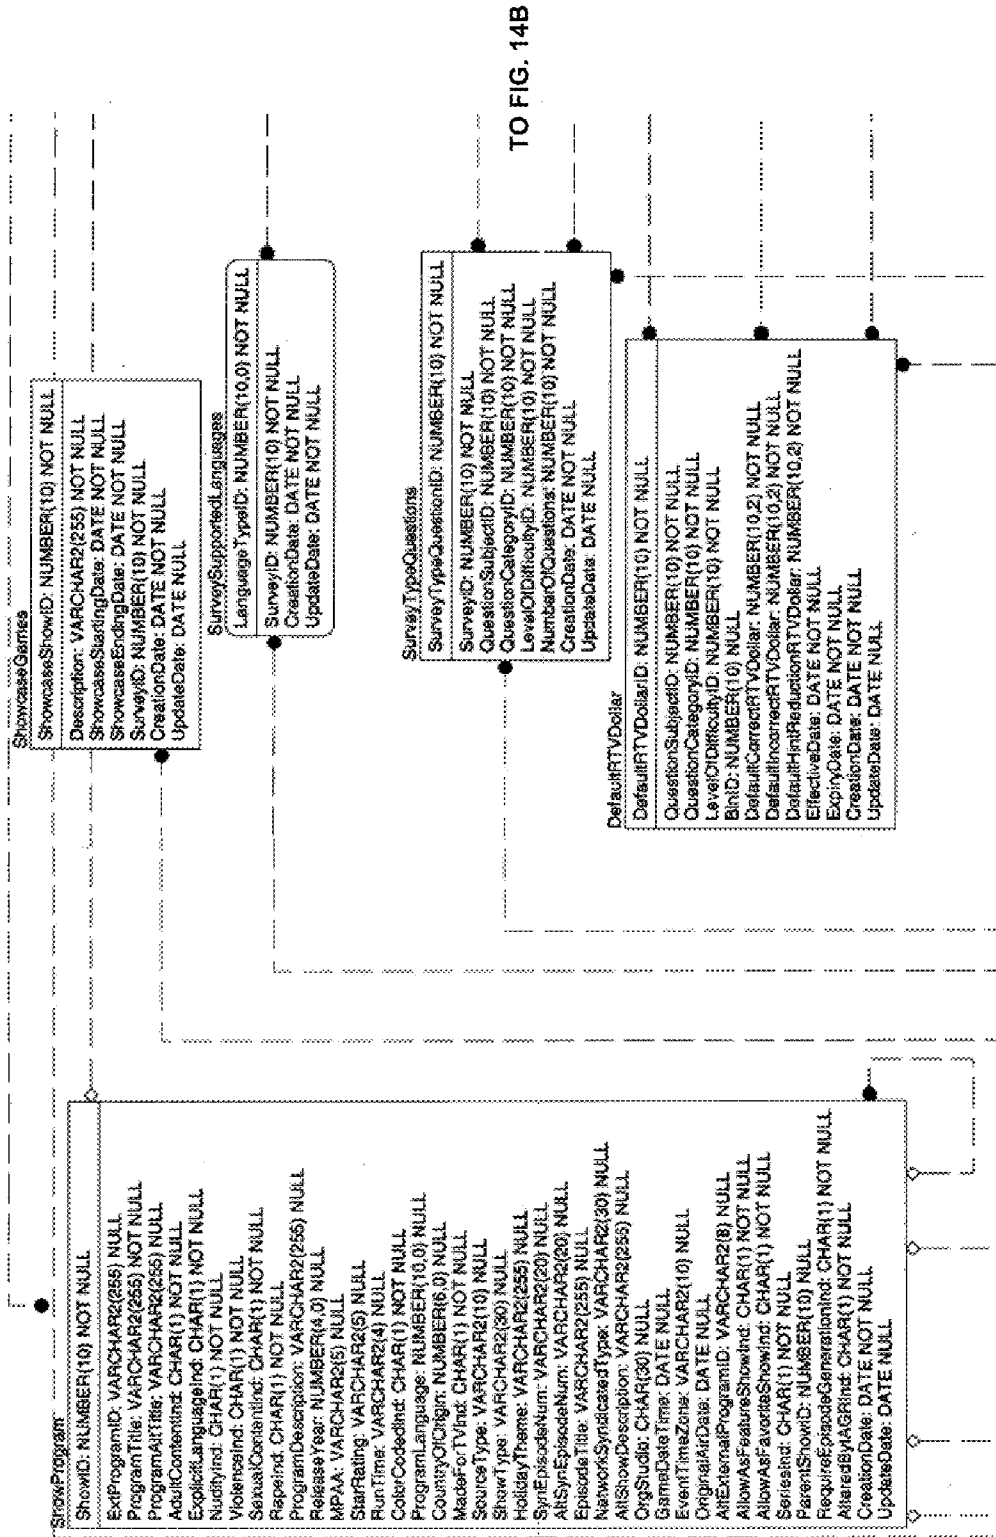 ShowProgram
ShowID: NUMBER(10) NOT NULL
ExtProgramID: VARCHAR2(255) NULL
ProgramTitle: VARCHAR2(255) NOT NULL
ProgramAltTitle: VARCHAR2(255) NULL
AdultContentInd: CHAR(1) NOT NULL
ExplicitLanguageInd: CHAR(1) NOT NULL
NudityInd: CHAR(1) NOT NULL
ViolenceInd: CHAR(1) NOT NULL
SexualContentInd: CHAR(1) NOT NULL
RapeInd: CHAR(1) NOT NULL
ProgramDescription: VARCHAR2(255) NULL
ReleaseYear: NUMBER(4,0) NULL
MPAA: VARCHAR2(5) NULL
StarRating: VARCHAR2(5) NULL
RunTime: VARCHAR2(4) NULL
ColorCodedInd: CHAR(1) NOT NULL
ProgramLanguage: NUMBER(10,0) NULL
CountryOfOrigin: NUMBER(6,0) NULL
MadeForTVInd: CHAR(1) NOT NULL
SourceType: VARCHAR2(10) NULL
ShowType: VARCHAR2(30) NULL
HolidayTheme: VARCHAR2(255) NULL
SynEpisodeNum: VARCHAR2(20) NULL
AltSynEpisodeNum: VARCHAR2(20) NULL
EpisodeTitle: VARCHAR2(255) NULL
NetworkSyndicatedType: VARCHAR2(30) NULL
AltShowDescription: VARCHAR2(255) NULL
OrgStudio: CHAR(30) NULL
GameDateTime: DATE NULL
EventTimeZone: VARCHAR2(10) NULL
OriginalAirDate: DATE NULL
AltExternalProgramID: VARCHAR2(8) NULL
AllowAsFeatureShowInd: CHAR(1) NOT NULL
AllowAsFavoriteShowInd: CHAR(1) NOT NULL
SeriesInd: CHAR(1) NOT NULL
ParentShowID: NUMBER(10) NULL
RequireEpisodeGenerationInd: CHAR(1) NOT NULL
AlteredByIAGRInd: CHAR(1) NOT NULL
CreationDate: DATE NOT NULL
UpdateDate: DATE NULL
ShowcaseGames
ShowcaseShowID: NUMBER(10) NOT NULL
Description: VARCHAR2(255) NOT NULL
ShowcaseStartingDate: DATE NOT NULL
ShowcaseEndingDate: DATE NOT NULL
SurveyID: NUMBER(10) NOT NULL
CreationDate: DATE NOT NULL
UpdateDate: DATE NULL
SurveySupportedLanguages
LanguageTypeID: NUMBER(10,0) NOT NULL
SurveyID: NUMBER(10) NOT NULL
CreationDate: DATE NOT NULL
UpdateDate: DATE NOT NULL
SurveyTypeQuestions
SurveyTypeQuestionID: NUMBER(10) NOT NULL
SurveyID: NUMBER(10) NOT NULL
QuestionSubjectID: NUMBER(10) NOT NULL
QuestionCategoryID: NUMBER(10) NOT NULL
LevelOfDifficultyID: NUMBER(10) NOT NULL
NumberOfQuestions: NUMBER(10) NOT NULL
CreationDate: DATE NOT NULL
UpdateDate: DATE NULL
DefaultRTVDollar
DefaultRTVDollarID: NUMBER(10) NOT NULL
QuestionSubjectID: NUMBER(10) NOT NULL
QuestionCategoryID: NUMBER(10) NOT NULL
LevelOfDifficultyID: NUMBER(10) NOT NULL
BinID: NUMBER(10) NULL
DefaultCorrectRTVDollar: NUMBER(10,2) NOT NULL
DefaultIncorrectRTVDollar: NUMBER(10,2) NOT NULL
DefaultHintReductionRTVDollar: NUMBER(10,2) NOT NULL
EffectiveDate: DATE NOT NULL
ExpiryDate: DATE NOT NULL
CreationDate: DATE NOT NULL
UpdateDate: DATE NULL
TO FIG. 14B